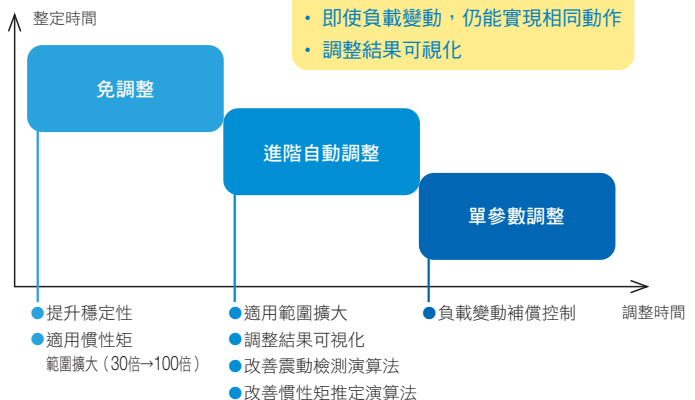 整定時間
・ 即使負載變動，仍能實現相同動作
・ 調整結果可視化
免調整
進階自動調整
單參數調整
●提升穩定性
●適用慣性矩
範圍擴大（30倍→100倍）
●適用範圍擴大
●調整結果可視化
●改善震動檢測演算法
●改善慣性矩推定演算法
●負載變動補償控制
調整時間